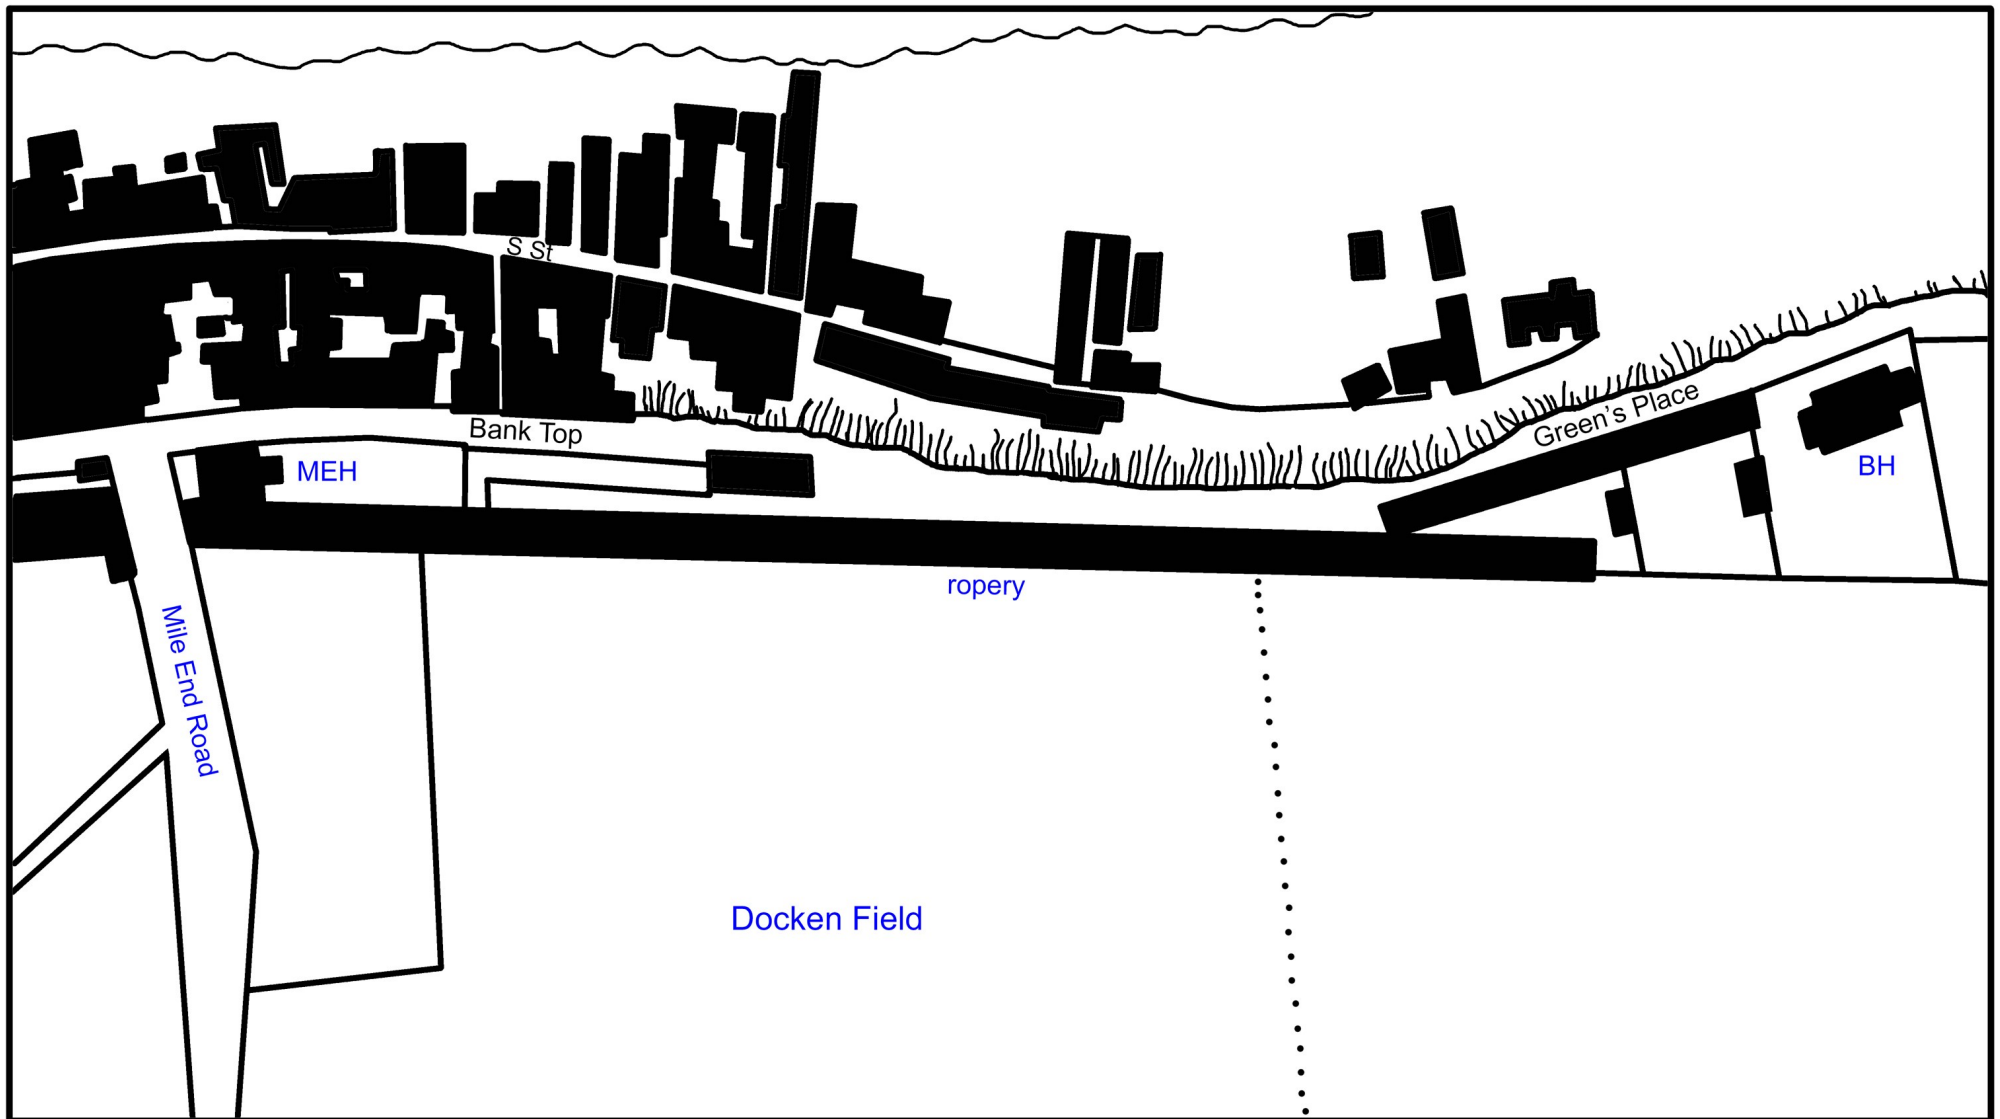 S St
Bank Top
Green's Place
MEH
BH
ropery
Mile End Road
Docken Field